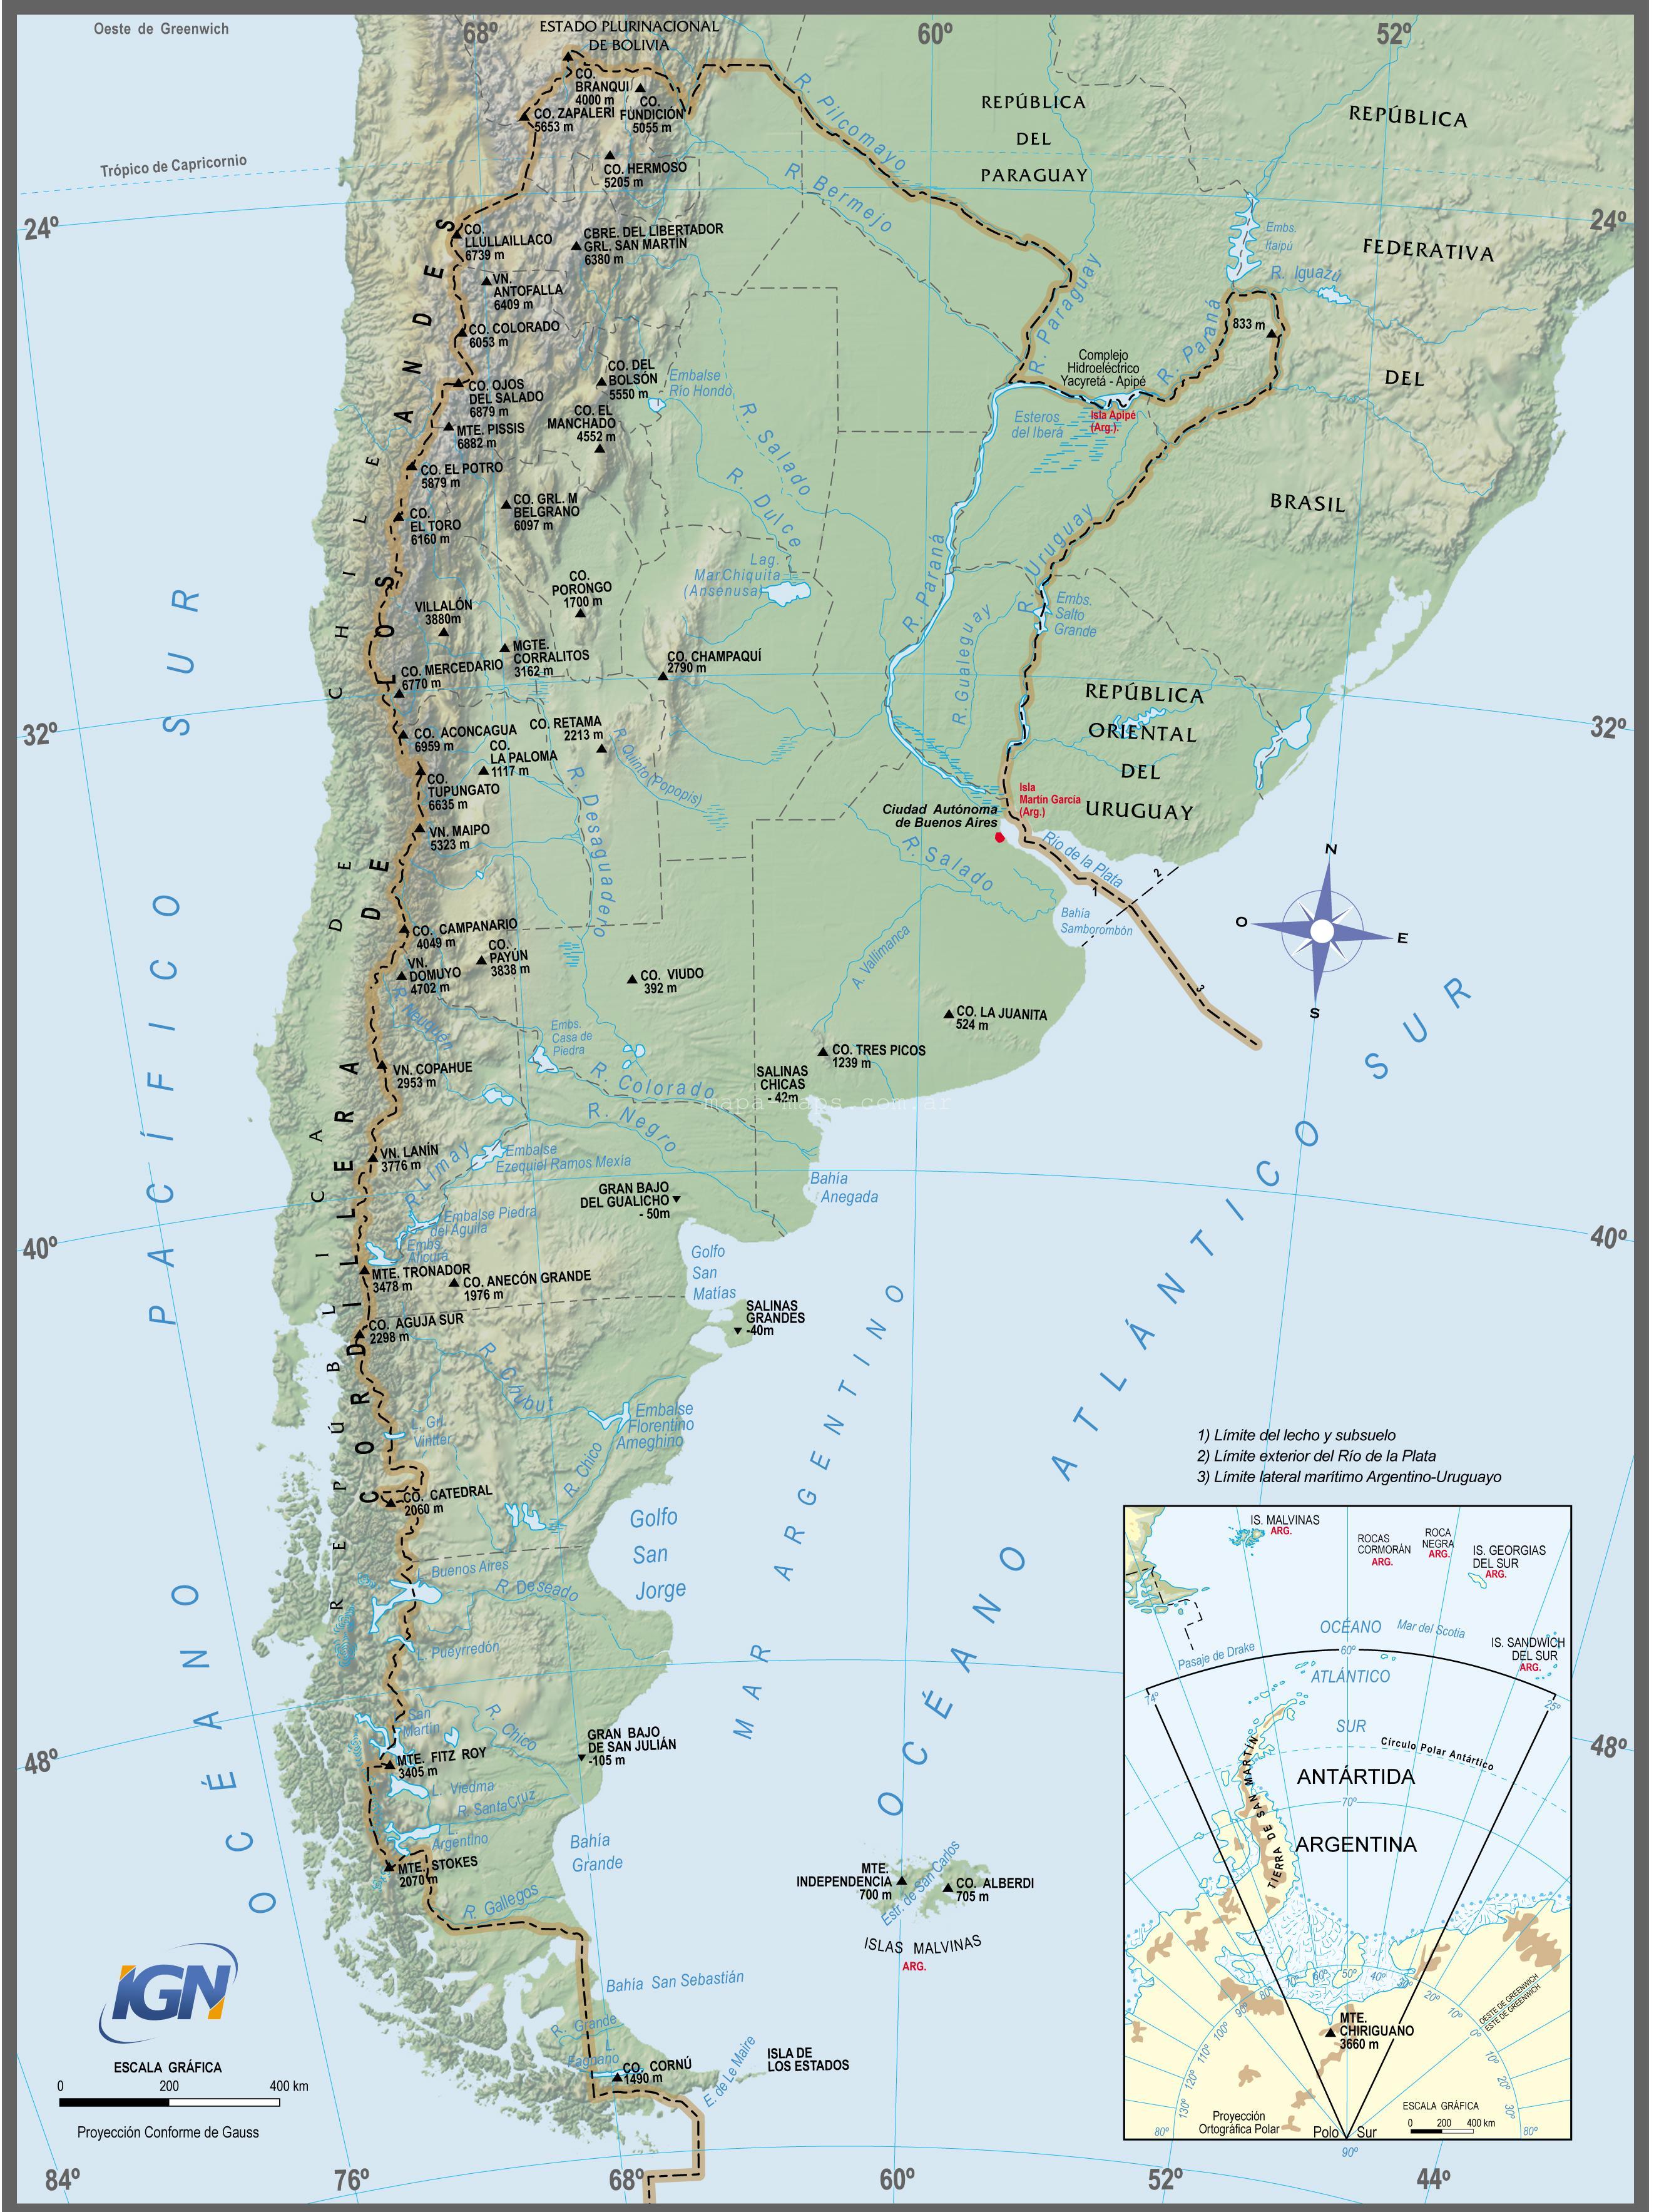 Oeste de Greenwich
68º
ESTADO PLURINACIONAL
DE BOLIVIA
60º
52º
CO.
BRANQUI
4000 m
CO.
FUNDICIÓN
5055 m
CO. ZAPALERI
5653 m
R. Pilcomayo
REPÚBLICA
DEL
PARAGUAY
REPÚBLICA
FEDERATIVA
DEL
BRASIL
Trópico de Capricornio
CO. HERMOSO
5205 m
R. Bermejo
24º
24º
CO.
LLULLAILLACO
6739 m
CBRE. DEL LIBERTADOR
GRL. SAN MARTÍN
6380 m
Embs.
Itaipú
R. Iguazú
VN.
ANTOFALLA
6409 m
R. Paraguay
R. Paraná
833 m
CO. COLORADO
6053 m
Complejo
Hidroeléctrico
Yacyretá - Apipé
CO. DEL
BOLSÓN
5550 m
Embalse
Río Hondo
CO. OJOS
DEL SALADO
6879 m
CO. EL
MANCHADO
4552 m
R. Salado
R. Paraná
Esteros
del Iberá
Isla Apipé
(Arg.).
MTE. PISSIS
6882 m
CO. EL POTRO
5879 m
R. Dulce
CO. GRL. M
BELGRANO
6097 m
CO.
EL TORO
6160 m
R. Uruguay
Lag.
Mar Chiquita
(Ansenusa)
CO.
PORONGO
1700 m
VILLALÓN
3880m
R.
Embs.
Salto
Grande
R. Gualeguay
MGTE.
CORRALITOS
3162 m
CO. CHAMPAQUÍ
2790 m
CO. MERCEDARIO
6770 m
REPÚBLICA
ORIENTAL
DEL
URUGUAY
32º
32º
CO. ACONCAGUA
6959 m
CO. RETAMA
2213 m
CO.
LA PALOMA
1117 m
R. Quinto (Popopis)
CO.
TUPUNGATO
6635 m
R. Desaguadero
Isla
Martín García
(Arg.)
Ciudad Autónoma
de Buenos Aires
VN. MAIPO
5323 m
R. Salado
Río de la Plata
1
2
3
Bahía
Samborombón
N
O
E
S
CO. CAMPANARIO
4049 m
CO.
PAYÚN
3838 m
VN.
DOMUYO
4702 m
CO. VIUDO
392 m
A. Vallimanca
R. Neuquén
CO. LA JUANITA
524 m
Embs.
Casa de
Piedra
CO. TRES PICOS
1239 m
VN. COPAHUE
2953 m
R. Colorado
SALINAS
CHICAS
- 42m
mapa-maps.com.ar
R. Negro
VN. LANÍN
3776 m
R. Limay
Embalse
Ezequiel Ramos Mexía
Bahía
Anegada
GRAN BAJO
DEL GUALICHO
- 50m
Embalse Piedra
del Aguila
Embs.
Alicurá
40º
40º
Golfo
San
Matías
MTE. TRONADOR
3478 m
CO. ANECÓN GRANDE
1976 m
SALINAS
GRANDES
-40m
CO. AGUJA SUR
2298 m
R. Chubut
L. Grl.
Vintter
Embalse
Florentino
Ameghino
R. Chico
CO. CATEDRAL
2060 m
Golfo
San
Jorge
L. Buenos Aires
R. Deseado
L. Pueyrredón
L.
San
Martín
R. Chico
GRAN BAJO
DE SAN JULIÁN
-105 m
48º
48º
MTE. FITZ ROY
3405 m
L. Viedma
R. Santa Cruz
L.
Argentino
Bahía
Grande
MTE. STOKES
2070 m
R. Gallegos
MTE.
INDEPENDENCIA
700 m
Estr. de San Carlos
CO. ALBERDI
705 m
ISLAS MALVINAS
ARG.
Bahía San Sebastián
R. Grande
L.
Fagnano
CO. CORNÚ
1490 m
E. de Le Maire
ISLA DE
LOS ESTADOS
OCÉANO PACÍFICO SUR
REPÚBLICA DE CHILE
CORDILLERA DE LOS ANDES
MAR ARGENTINO
OCÉANO ATLÁNTICO SUR
1) Límite del lecho y subsuelo
2) Límite exterior del Río de la Plata
3) Límite lateral marítimo Argentino-Uruguayo
IS. MALVINAS
ARG.
ROCAS
CORMORÁN
ARG.
ROCA
NEGRA
ARG.
IS. GEORGIAS
DEL SUR
ARG.
OCÉANO
Mar del Scotia
Pasaje de Drake
60º
IS. SANDWICH
DEL SUR
ARG.
ATLÁNTICO
74º
25º
SUR
Círculo Polar Antártico
ANTÁRTIDA
70º
ARGENTINA
TIERRA DE SAN MARTÍN
70º
60º
50º
40º
30º
80º
90º
100º
110º
120º
130º
20º
10º
0º
10º
20º
30º
OESTE DE GREENWICH
ESTE DE GREENWICH
MTE.
CHIRIGUANO
3660 m
Proyección
Ortográfica Polar
ESCALA GRÁFICA
0 200 400 km
80º
Polo Sur
80º
90º
IGN
ESCALA GRÁFICA
0 200 400 km
Proyección Conforme de Gauss
84º
76º
68º
60º
52º
44º